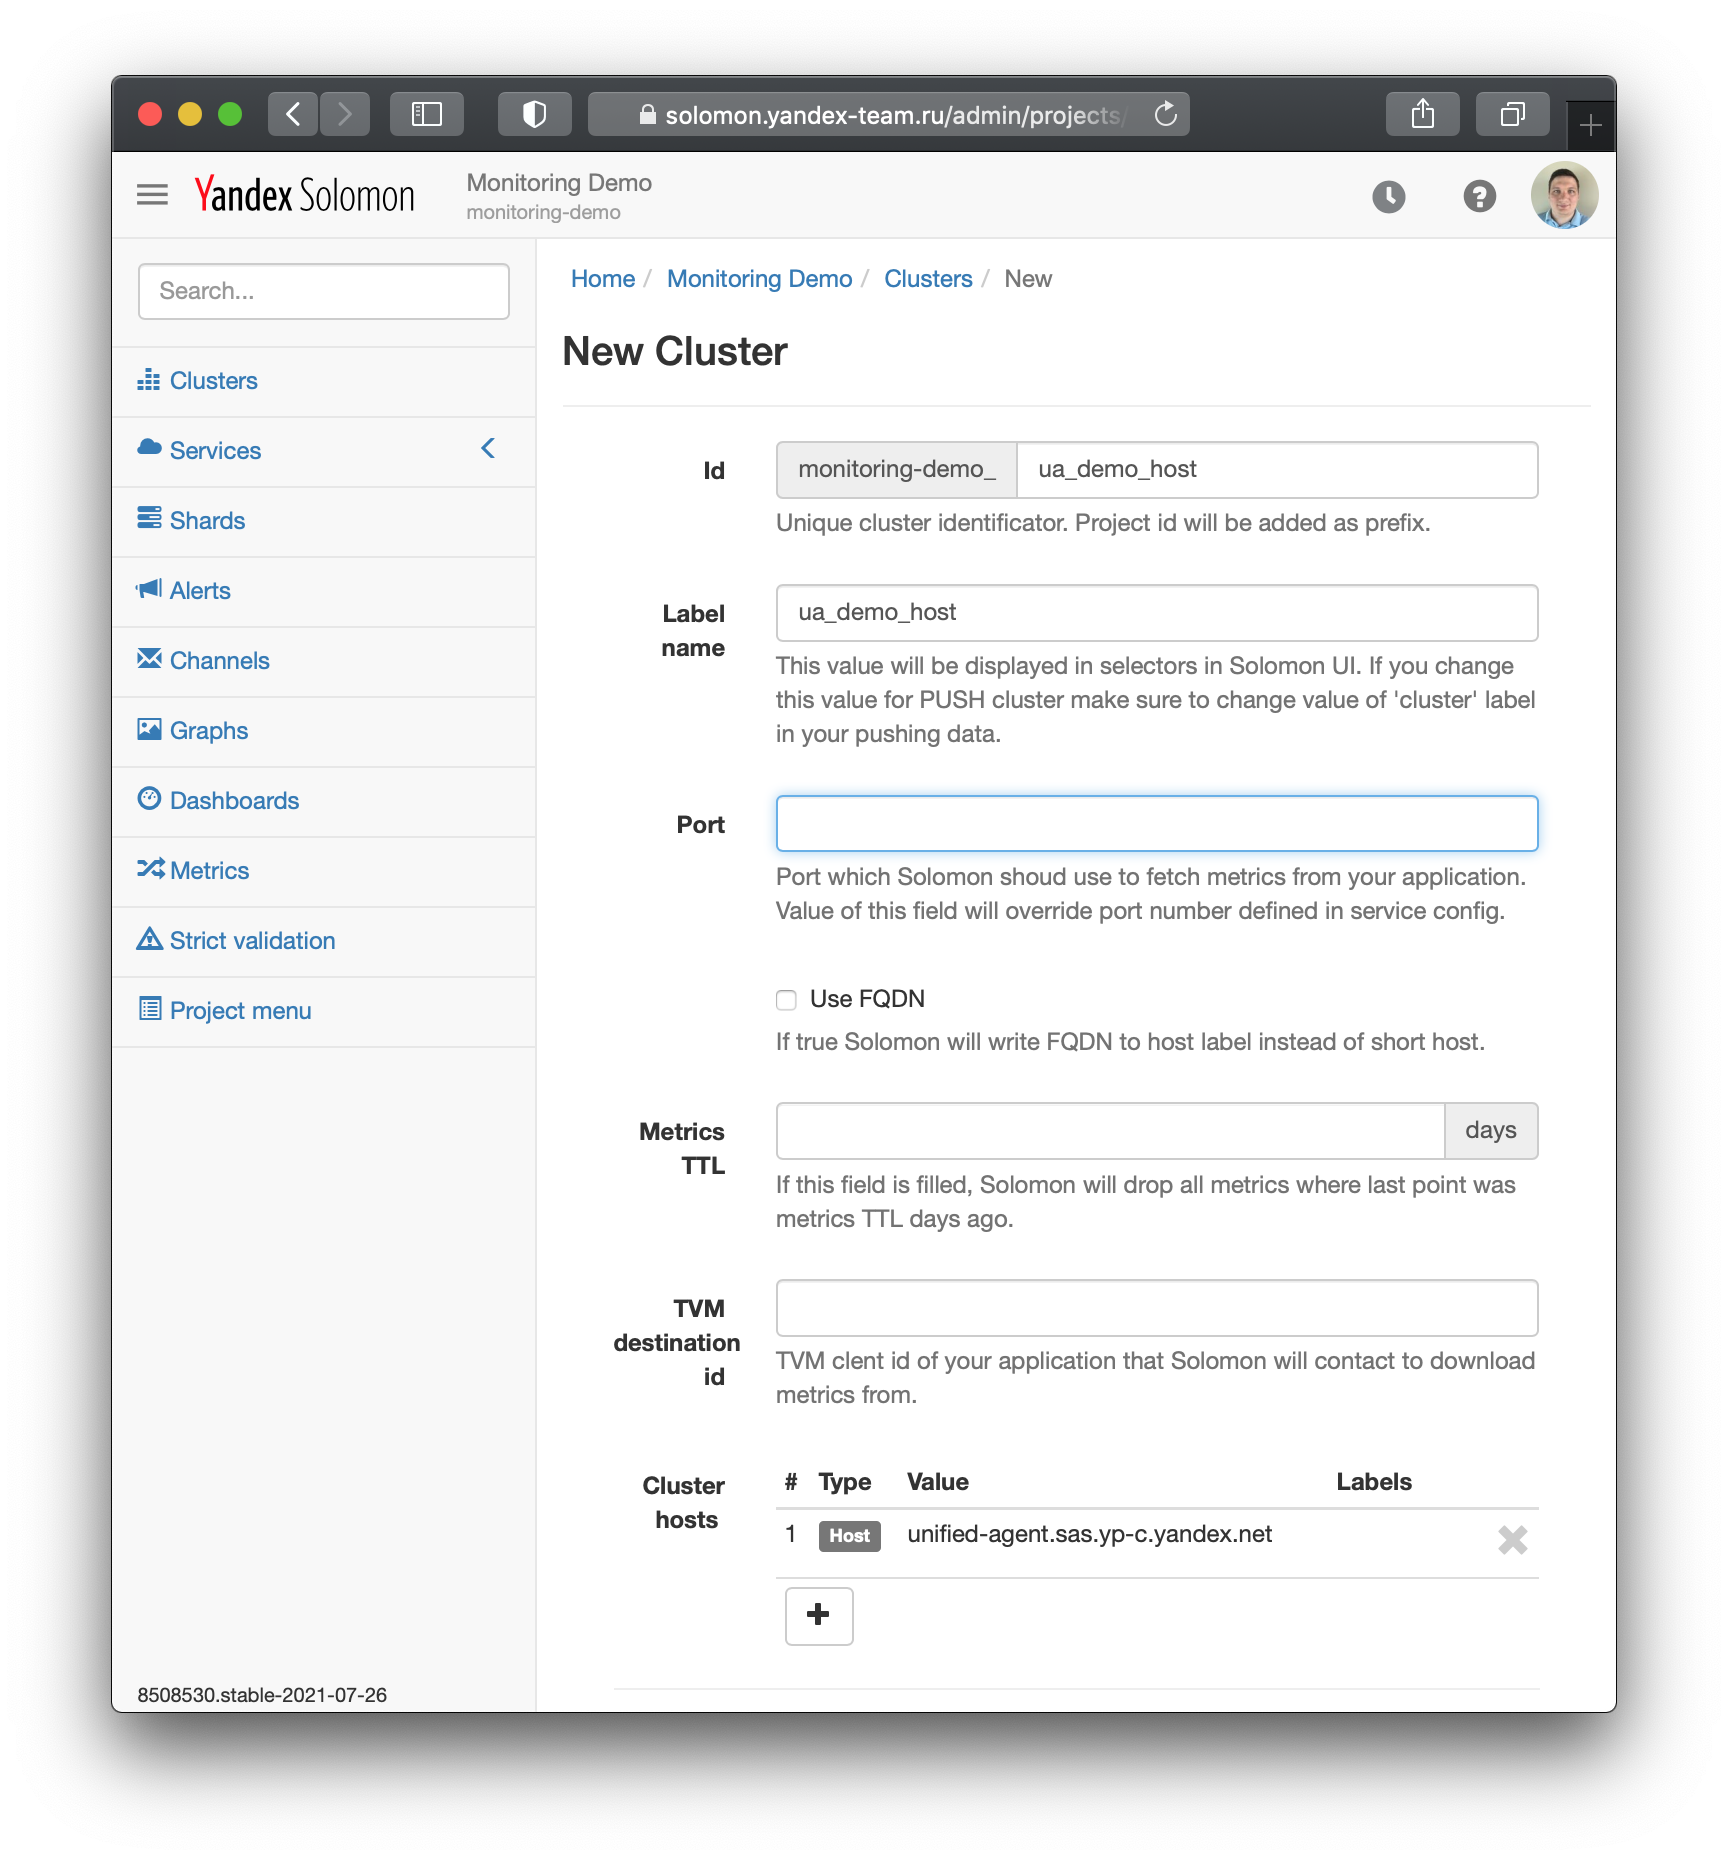 solomon.yandex-team.ru/admin/projects/
Yandex Solomon
Monitoring Demo
monitoring-demo
Search...
Clusters
Services
Shards
Alerts
Channels
Graphs
Dashboards
Metrics
Strict validation
Project menu
8508530.stable-2021-07-26
Home / Monitoring Demo / Clusters / New
New Cluster
Id
monitoring-demo_ ua_demo_host
Unique cluster identificator. Project id will be added as prefix.
Label
name
ua_demo_host
This value will be displayed in selectors in Solomon UI. If you change
this value for PUSH cluster make sure to change value of 'cluster' label
in your pushing data.
Port
Port which Solomon shoud use to fetch metrics from your application.
Value of this field will override port number defined in service config.
Use FQDN
If true Solomon will write FQDN to host label instead of short host.
Metrics
TTL
days
If this field is filled, Solomon will drop all metrics where last point was
metrics TTL days ago.
TVM
destination
id
TVM clent id of your application that Solomon will contact to download
metrics from.
Cluster
hosts
# Type Value Labels
1 Host unified-agent.sas.yp-c.yandex.net